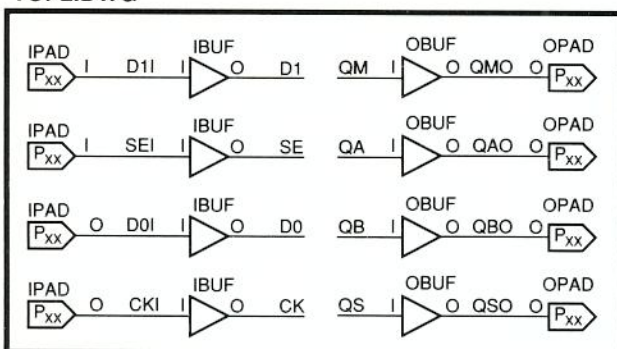 IPAD IBUF OBUF OPAD
Pxx I D1I I O D1 QM I O QMO O Pxx
IPAD IBUF OBUF OPAD
Pxx I SEI I O SE QA I O QAO O Pxx
IPAD IBUF OBUF OPAD
Pxx O D0I I O D0 QB I O QBO O Pxx
IPAD IBUF OBUF OPAD
Pxx O CKI I O CK QS I O QSO O Pxx